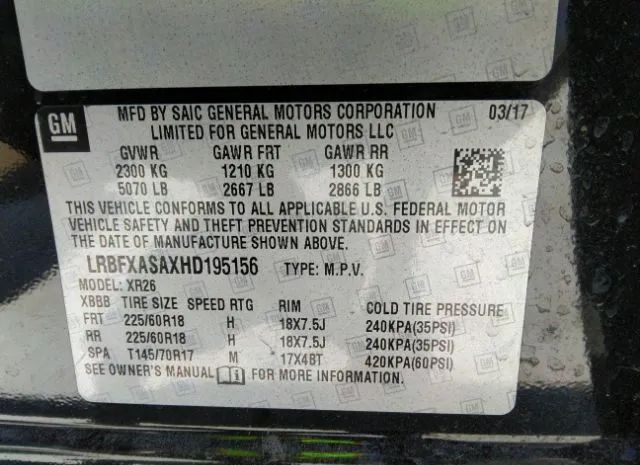 GM
MFD BY SAIC GENERAL MOTORS CORPORATION 03/17
LIMITED FOR GENERAL MOTORS LLC
GVWR GAWR FRT GAWR RR
2300 KG 1210 KG 1300 KG
5070 LB 2667 LB 2866 LB
THIS VEHICLE CONFORMS TO ALL APPLICABLE U.S. FEDERAL MOTOR
VEHICLE SAFETY AND THEFT PREVENTION STANDARDS IN EFFECT ON
THE DATE OF MANUFACTURE SHOWN ABOVE.
LRBFXASAXHD195156 TYPE: M.P.V.
MODEL: XR26
XBBB TIRE SIZE SPEED RTG RIM COLD TIRE PRESSURE
FRT 225/60R18 H 18X7.5J 240KPA(35PSI)
RR 225/60R18 H 18X7.5J 240KPA(35PSI)
SPA T145/70R17 M 17X4BT 420KPA(60PSI)
SEE OWNER'S MANUAL FOR MORE INFORMATION.